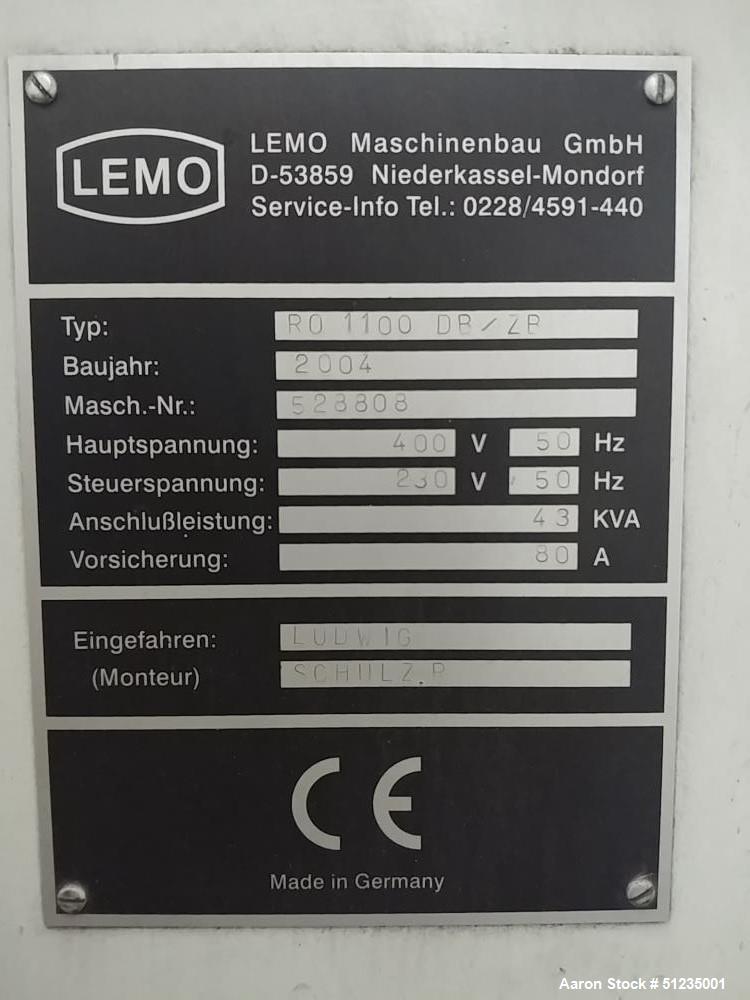 LEMO
LEMO Maschinenbau GmbH
D-53859 Niederkassel-Mondorf
Service-Info Tel.: 0228/4591-440
Typ: RO 1100 DB/ZB
Baujahr: 2004
Masch.-Nr.: 528808
Hauptspannung: 400 V 50 Hz
Steuerspannung: 230 V 50 Hz
Anschlußleistung: 43 KVA
Vorsicherung: 80 A
Eingefahren: LUDWIG
(Monteur) SCHULZ.P
CE
Made in Germany
Aaron Stock # 51235001